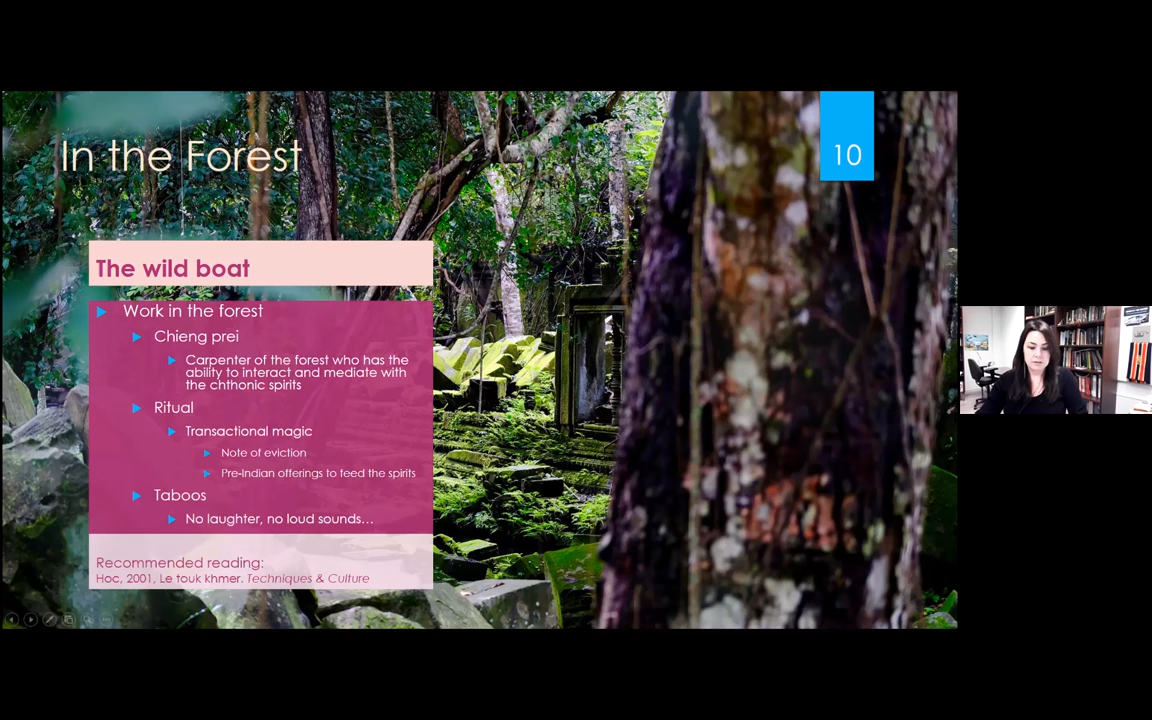 In the Forest
10
The wild boat
Work in the forest
Chieng prei
Carpenter of the forest who has the
ability to interact and mediate with
the chthonic spirits
Ritual
Transactional magic
Note of eviction
Pre-Indian offerings to feed the spirits
Taboos
No laughter, no loud sounds…
Recommended reading:
Hoc, 2001, Le touk khmer. Techniques & Culture